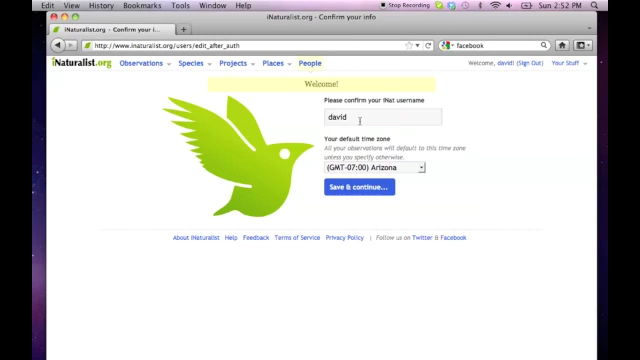 View History Bookmarks Tools Window Help Stop Recording Sun 2:52 PM
iNaturalist.org - Confirm your info
iNaturalist.org - Confirm your i...
http://www.inaturalist.org/users/edit_after_auth
facebook
iNaturalist.org Observations Species Projects Places People Welcome, david! (Sign Out) Your Stuff
Welcome!
Please confirm your iNat username
david
Your default time zone
All your observations will default to this time zone
unless you specify otherwise.
(GMT-07:00) Arizona
Save & continue...
About iNaturalist Help Feedback Terms of Service Privacy Policy | Follow us on Twitter & Facebook